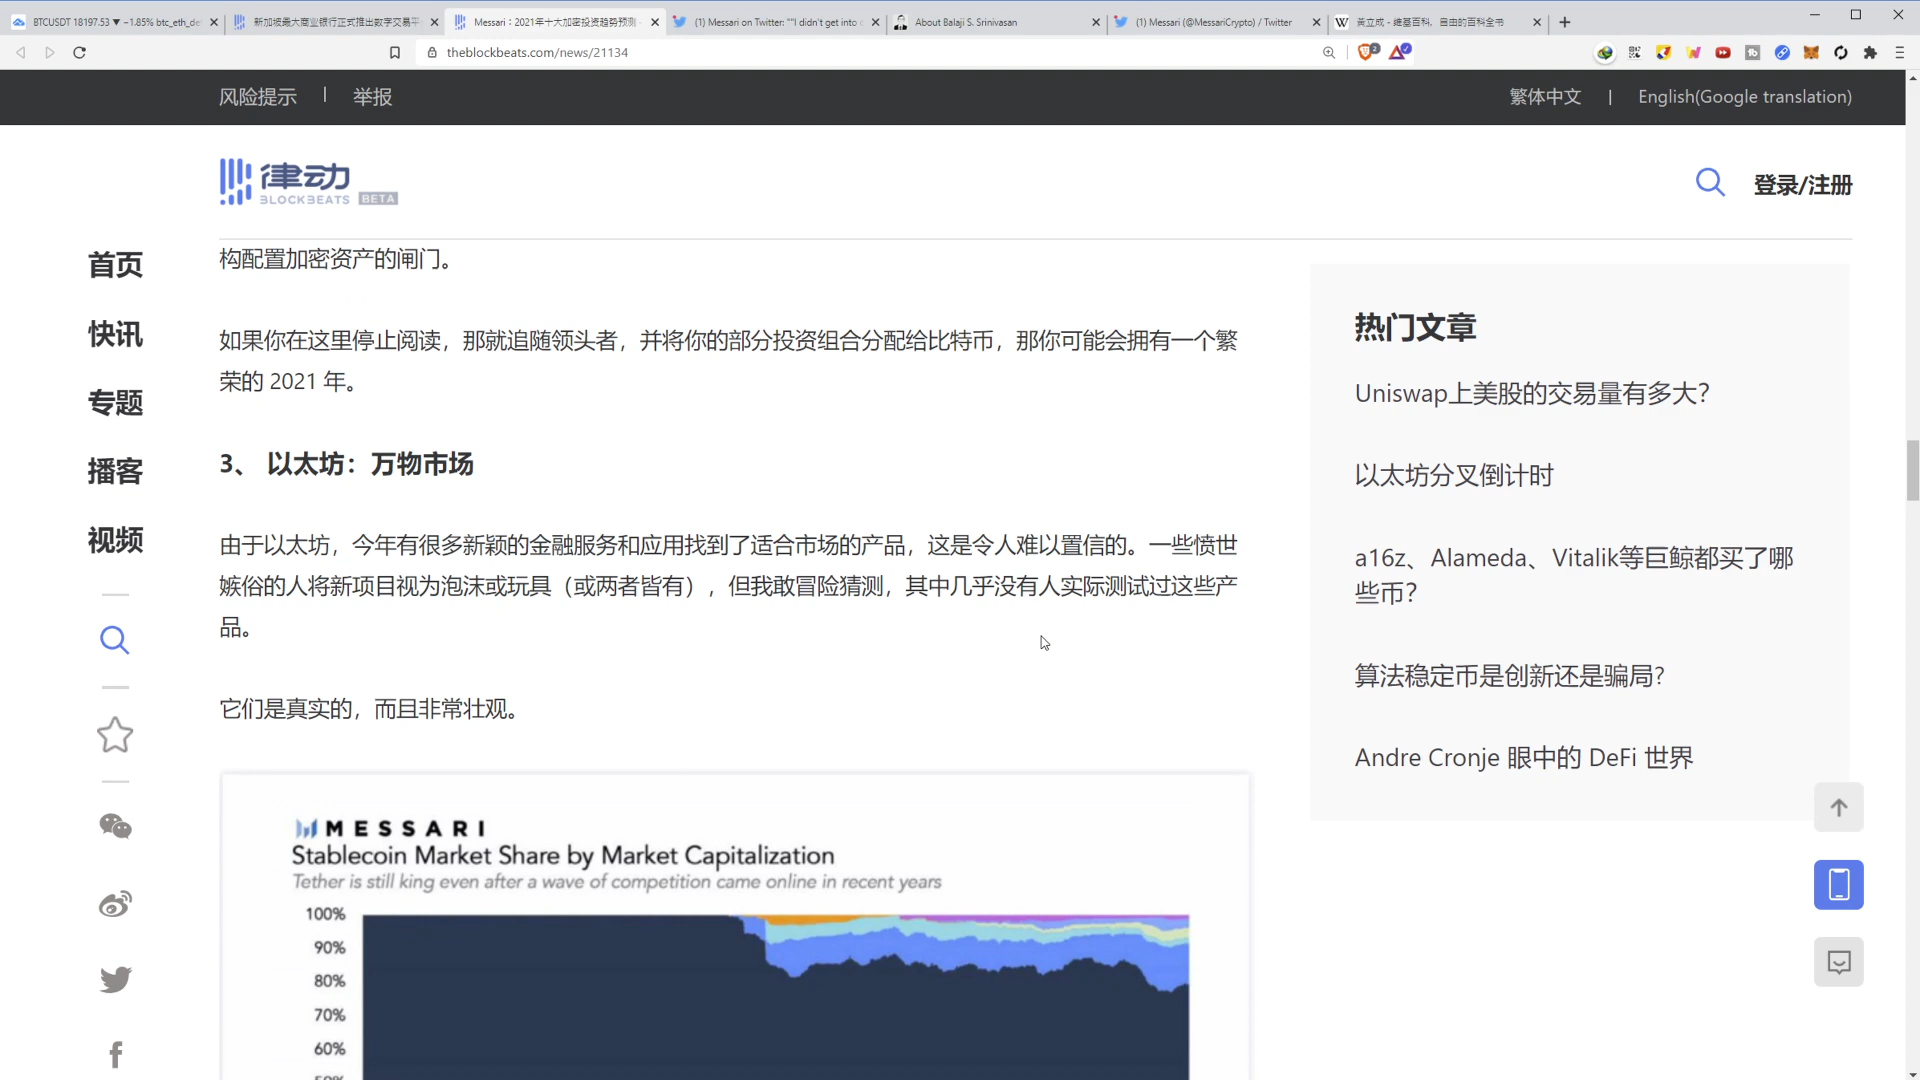 BTCUSDT 18197.53 ▼ −1.85% btc_eth_de
新加坡最大商业银行正式推出数字交易平
Messari：2021年十大加密投资趋势预测
(1) Messari on Twitter: ""I didn't get into c
About Balaji S. Srinivasan
(1) Messari (@MessariCrypto) / Twitter
黄立成 - 维基百科，自由的百科全书
theblockbeats.com/news/21134
风险提示 | 举报
繁体中文 | English(Google translation)
律动
BLOCKBEATS BETA
登录/注册
首页
快讯
专题
播客
视频
构配置加密资产的闸门。
如果你在这里停止阅读，那就追随领头者，并将你的部分投资组合分配给比特币，那你可能会拥有一个繁
荣的 2021 年。
3、 以太坊：万物市场
由于以太坊，今年有很多新颖的金融服务和应用找到了适合市场的产品，这是令人难以置信的。一些愤世
嫉俗的人将新项目视为泡沫或玩具（或两者皆有），但我敢冒险猜测，其中几乎没有人实际测试过这些产
品。
它们是真实的，而且非常壮观。
MESSARI
Stablecoin Market Share by Market Capitalization
Tether is still king even after a wave of competition came online in recent years
100%
90%
80%
70%
60%
热门文章
Uniswap上美股的交易量有多大？
以太坊分叉倒计时
a16z、Alameda、Vitalik等巨鲸都买了哪
些币？
算法稳定币是创新还是骗局？
Andre Cronje 眼中的 DeFi 世界